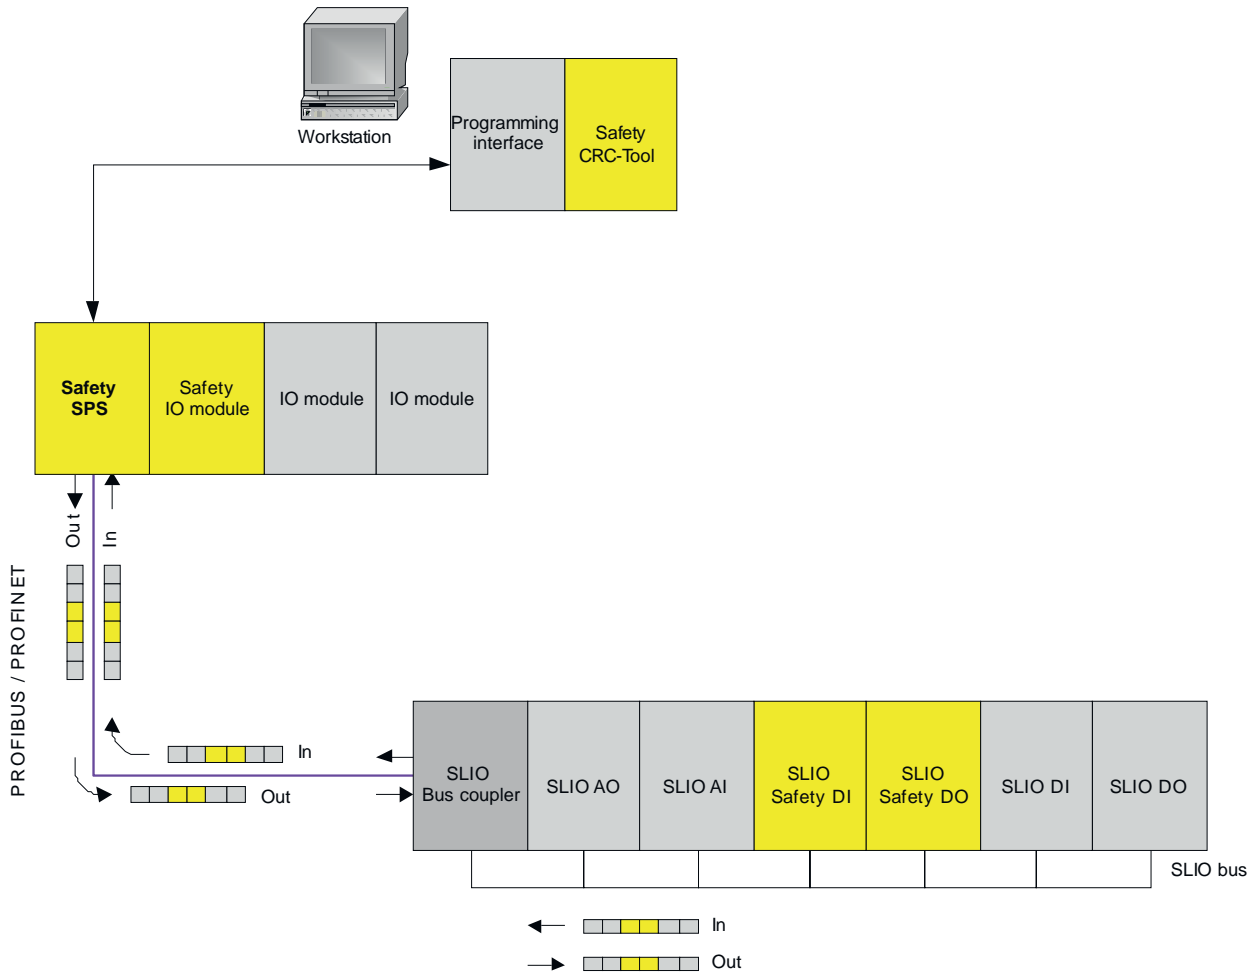 Workstation
Programming
interface
Safety
CRC-Tool
Safety
SPS
Safety
IO module
IO module
IO module
Out
In
PROFIBUS / PROFINET
In
Out
SLIO
Bus coupler
SLIO AO
SLIO AI
SLIO
Safety DI
SLIO
Safety DO
SLIO DI
SLIO DO
SLIO bus
In
Out